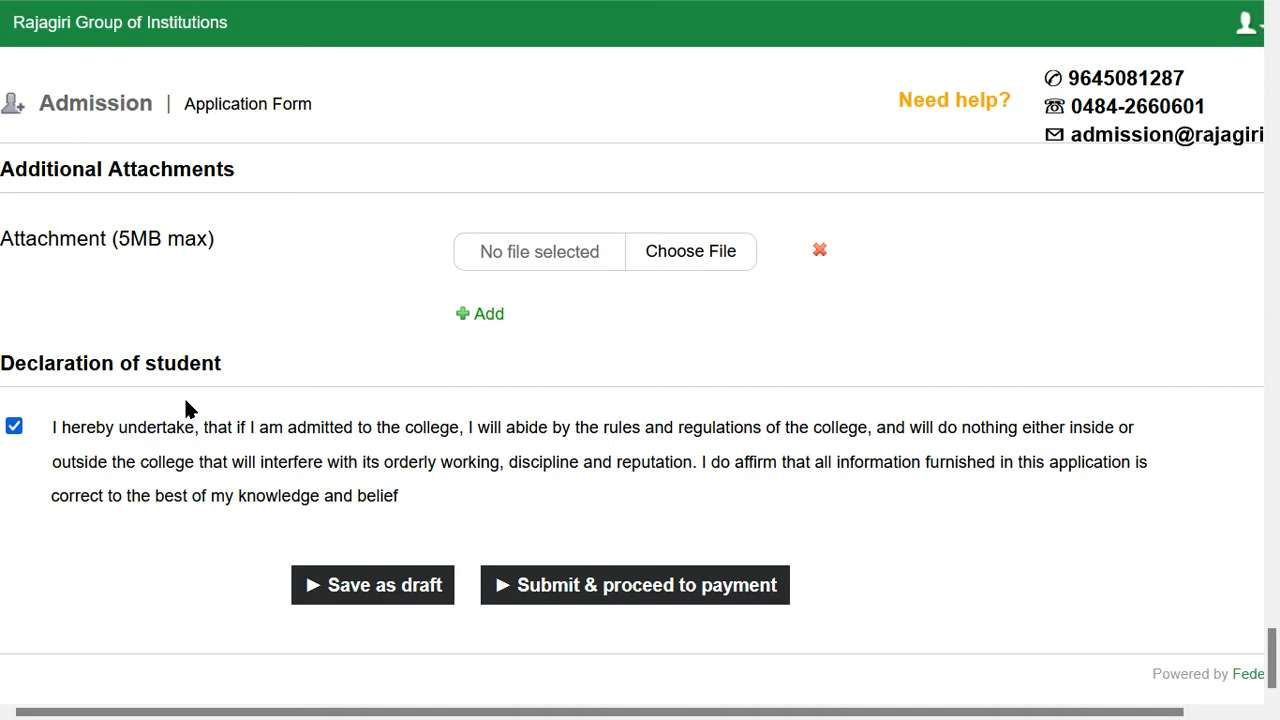 Rajagiri Group of Institutions
Admission | Application Form
Need help?
9645081287
0484-2660601
admission@rajagiri
Additional Attachments
Attachment (5MB max)
No file selected
Choose File
Add
Declaration of student
I hereby undertake, that if I am admitted to the college, I will abide by the rules and regulations of the college, and will do nothing either inside or
outside the college that will interfere with its orderly working, discipline and reputation. I do affirm that all information furnished in this application is
correct to the best of my knowledge and belief
Save as draft
Submit & proceed to payment
Powered by Fede